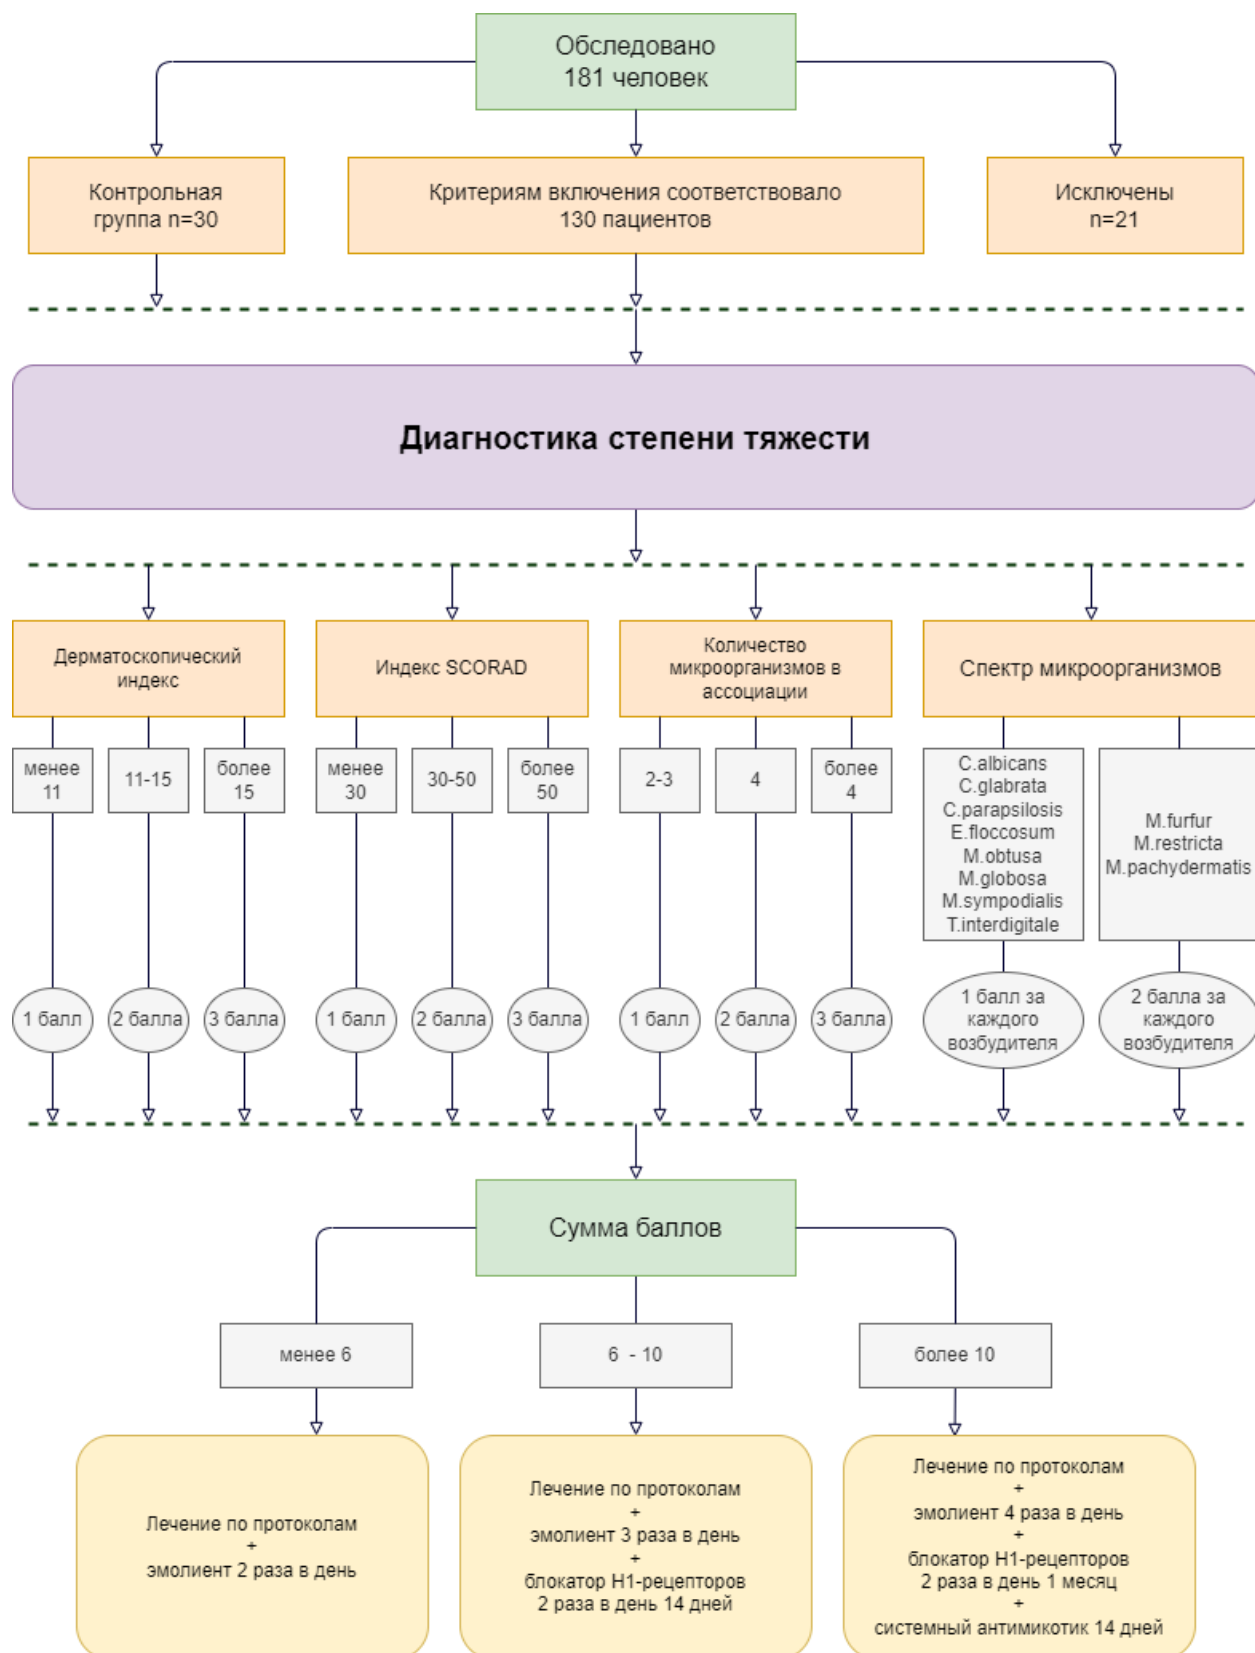 Обследовано
181 человек
Контрольная
группа n=30
Критериям включения соответствовало
130 пациентов
Исключены
n=21
Диагностика степени тяжести
Дерматоскопический
индекс
Индекс SCORAD
Количество
микроорганизмов в
ассоциации
Спектр микроорганизмов
менее
11
11-15
более
15
менее
30
30-50
более
50
2-3
4
более
4
C.albicans
C.glabrata
C.parapsilosis
E.floccosum
M.obtusa
M.globosa
M.sympodialis
T.interdigitale
M.furfur
M.restricta
M.pachydermatis
1 балл
2 балла
3 балла
1 балл
2 балла
3 балла
1 балл
2 балла
3 балла
1 балл за
каждого
возбудителя
2 балла за
каждого
возбудителя
Сумма баллов
менее 6
6 - 10
более 10
Лечение по протоколам
+
эмолиент 2 раза в день
Лечение по протоколам
+
эмолиент 3 раза в день
+
блокатор Н1-рецепторов
2 раза в день 14 дней
Лечение по протоколам
+
эмолиент 4 раза в день
+
блокатор Н1-рецепторов
2 раза в день 1 месяц
+
системный антимикотик 14 дней